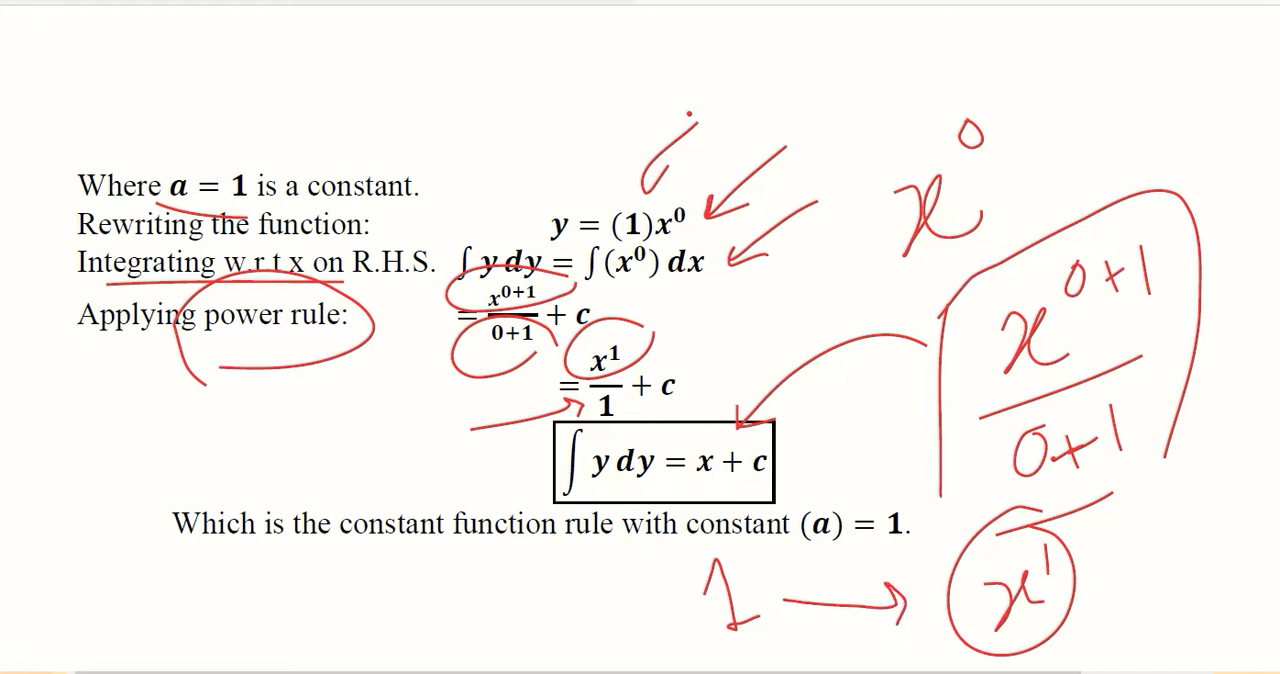 Where a = 1 is a constant.
Rewriting the function: y = (1)x⁰
Integrating w.r.t x on R.H.S. ∫ y dy = ∫(x⁰) dx
Applying power rule: = x⁰⁺¹/0+1 + c
= x¹/1 + c
∫ y dy = x + c
Which is the constant function rule with constant (a) = 1.
x⁰
x⁰⁺¹
0+1
1 → x¹